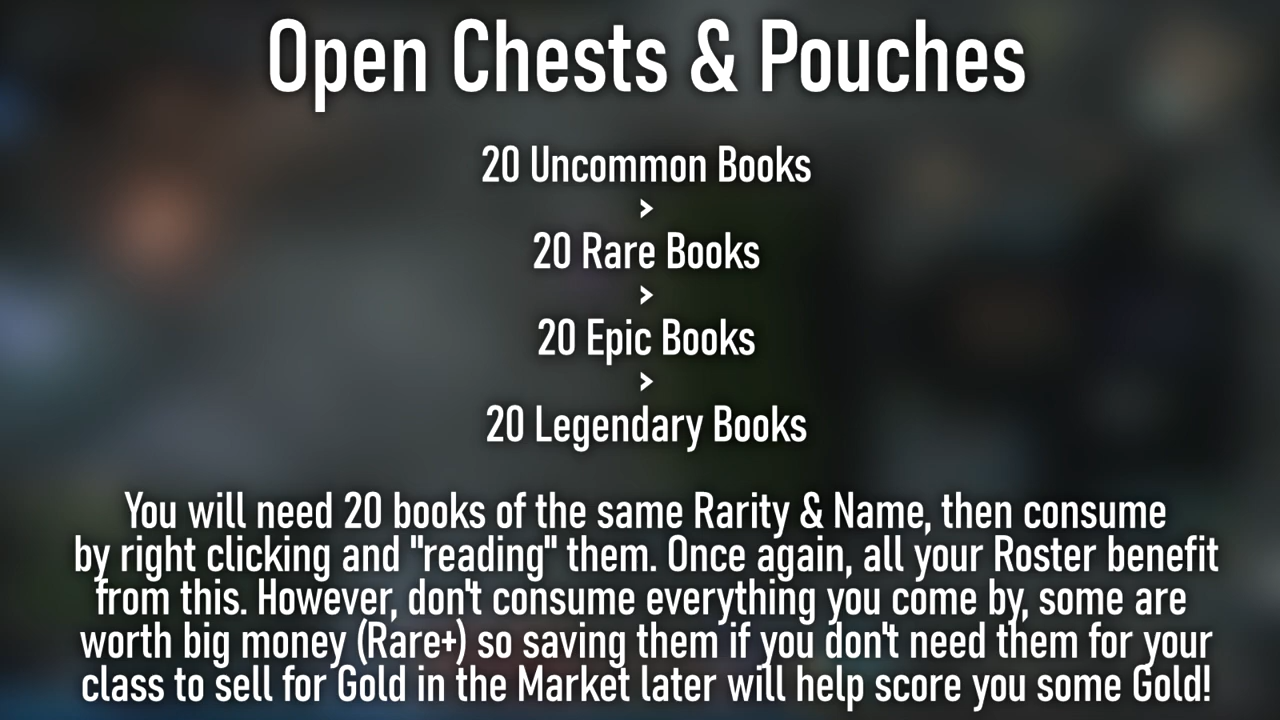 Open Chests & Pouches
20 Uncommon Books
>
20 Rare Books
>
20 Epic Books
>
20 Legendary Books
You will need 20 books of the same Rarity & Name, then consume
by right clicking and "reading" them. Once again, all your Roster benefit
from this. However, don't consume everything you come by, some are
worth big money (Rare+) so saving them if you don't need them for your
class to sell for Gold in the Market later will help score you some Gold!